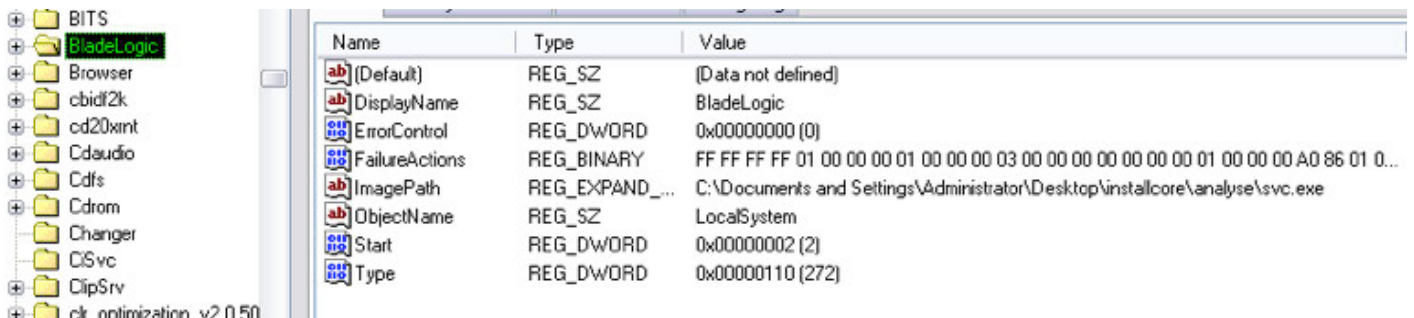 BITS
BladeLogic
Browser
cbidf2k
cd20xrnt
Cdaudio
Cdfs
Cdrom
Changer
CiSvc
ClipSrv
clr_optimization_v2.0.50
Name Type Value
(Default) REG_SZ (Data not defined)
DisplayName REG_SZ BladeLogic
ErrorControl REG_DWORD 0x00000000 (0)
FailureActions REG_BINARY FF FF FF FF 01 00 00 00 01 00 00 00 03 00 00 00 00 00 00 00 01 00 00 00 A0 86 01 0...
ImagePath REG_EXPAND_... C:\Documents and Settings\Administrator\Desktop\installcore\analyse\svc.exe
ObjectName REG_SZ LocalSystem
Start REG_DWORD 0x00000002 (2)
Type REG_DWORD 0x00000110 (272)